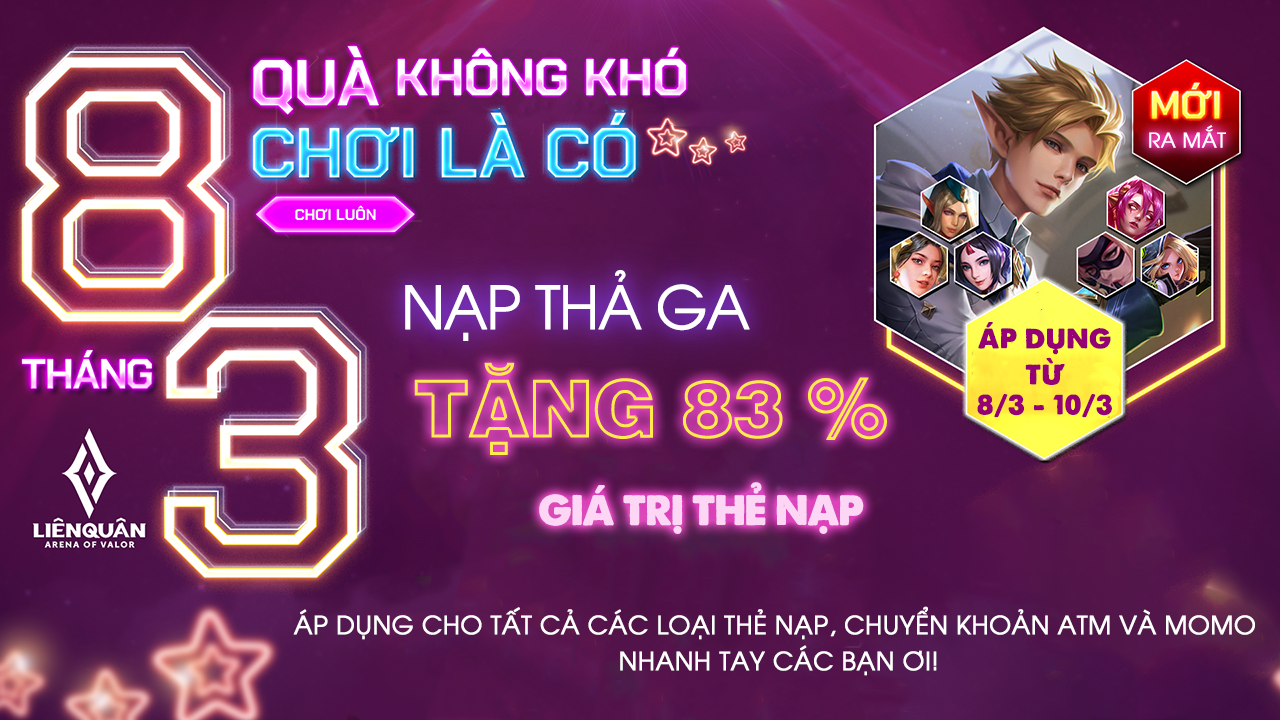 8
THÁNG
3
QUÀ KHÔNG KHÓ
CHƠI LÀ CÓ
CHƠI LUÔN
NẠP THẢ GA
TẶNG 83 %
GIÁ TRỊ THẺ NẠP
MỚI
RA MẮT
ÁP DỤNG
TỪ
8/3 - 10/3
LIÊNQUÂN
ARENA OF VALOR
ÁP DỤNG CHO TẤT CẢ CÁC LOẠI THẺ NẠP, CHUYỂN KHOẢN ATM VÀ MOMO
NHANH TAY CÁC BẠN ƠI!